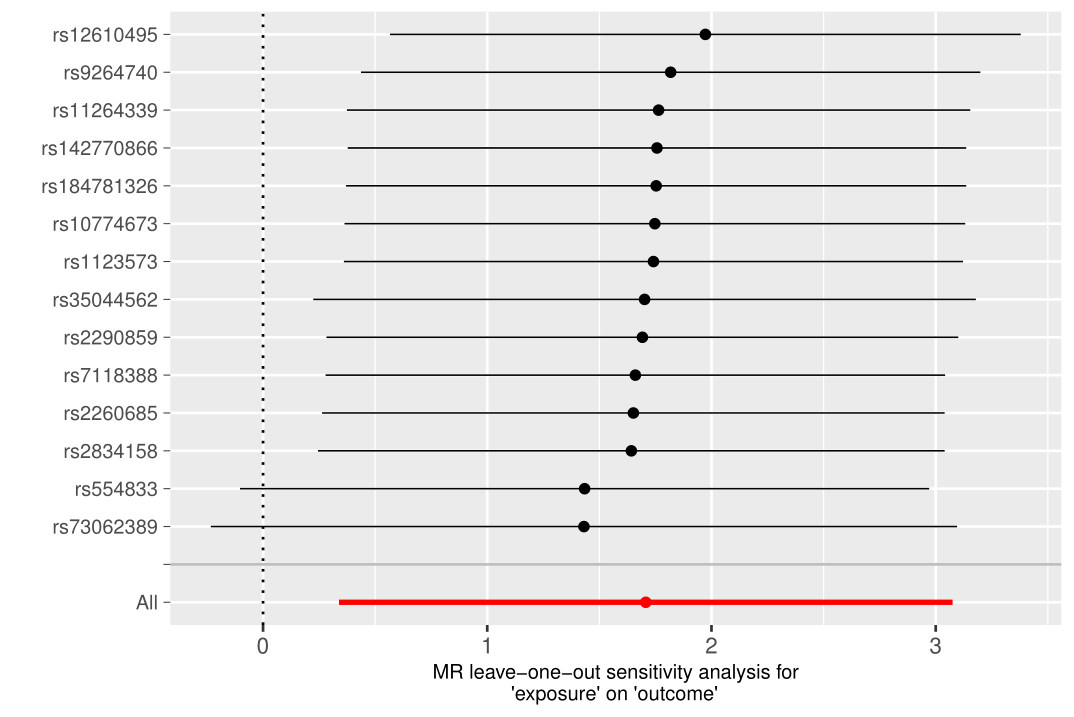 rs12610495
rs9264740
rs11264339
rs142770866
rs184781326
rs10774673
rs1123573
rs35044562
rs2290859
rs7118388
rs2260685
rs2834158
rs554833
rs73062389
All
0 1 2 3
MR leave−one−out sensitivity analysis for
'exposure' on 'outcome'